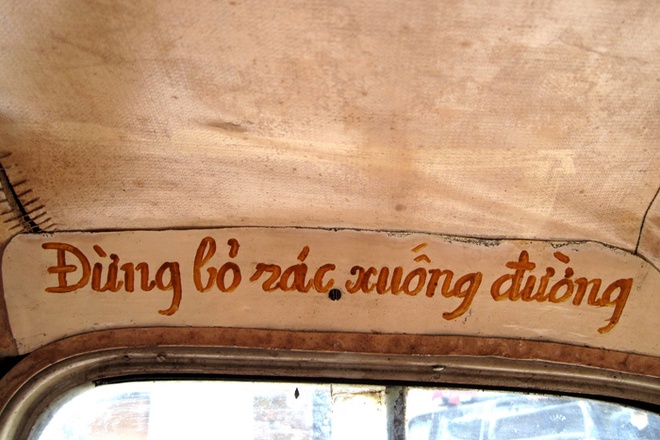 Đừng bỏ rác xuống đường